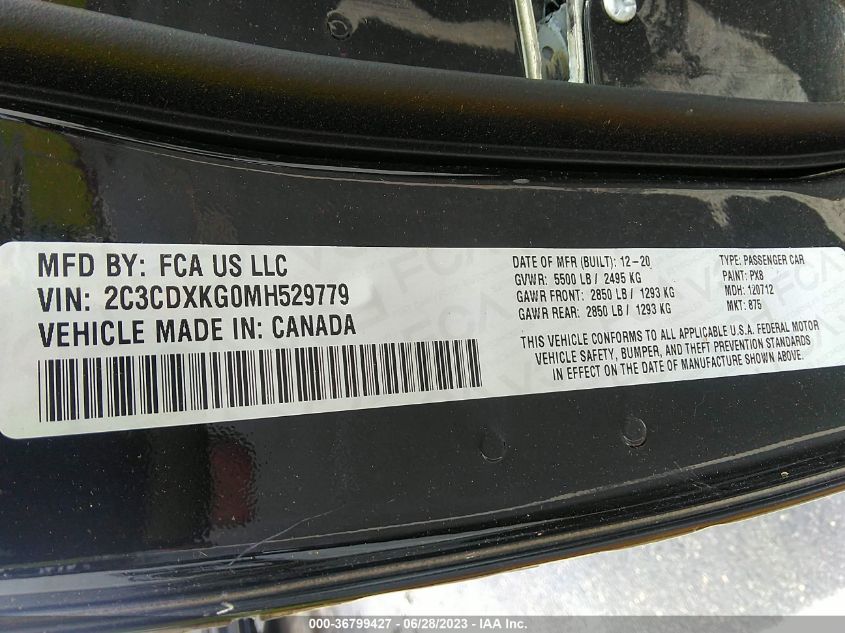 MFD BY: FCA US LLC
VIN: 2C3CDXKG0MH529779
VEHICLE MADE IN: CANADA
DATE OF MFR (BUILT): 12-20
GVWR: 5500 LB / 2495 KG
GAWR FRONT: 2850 LB / 1293 KG
GAWR REAR: 2850 LB / 1293 KG
TYPE: PASSENGER CAR
PAINT: PX8
MDH: 120712
MKT: 875
THIS VEHICLE CONFORMS TO ALL APPLICABLE U.S.A. FEDERAL MOTOR
VEHICLE SAFETY, BUMPER, AND THEFT PREVENTION STANDARDS
IN EFFECT ON THE DATE OF MANUFACTURE SHOWN ABOVE.
000-36799427 - 06/28/2023 - IAA Inc.